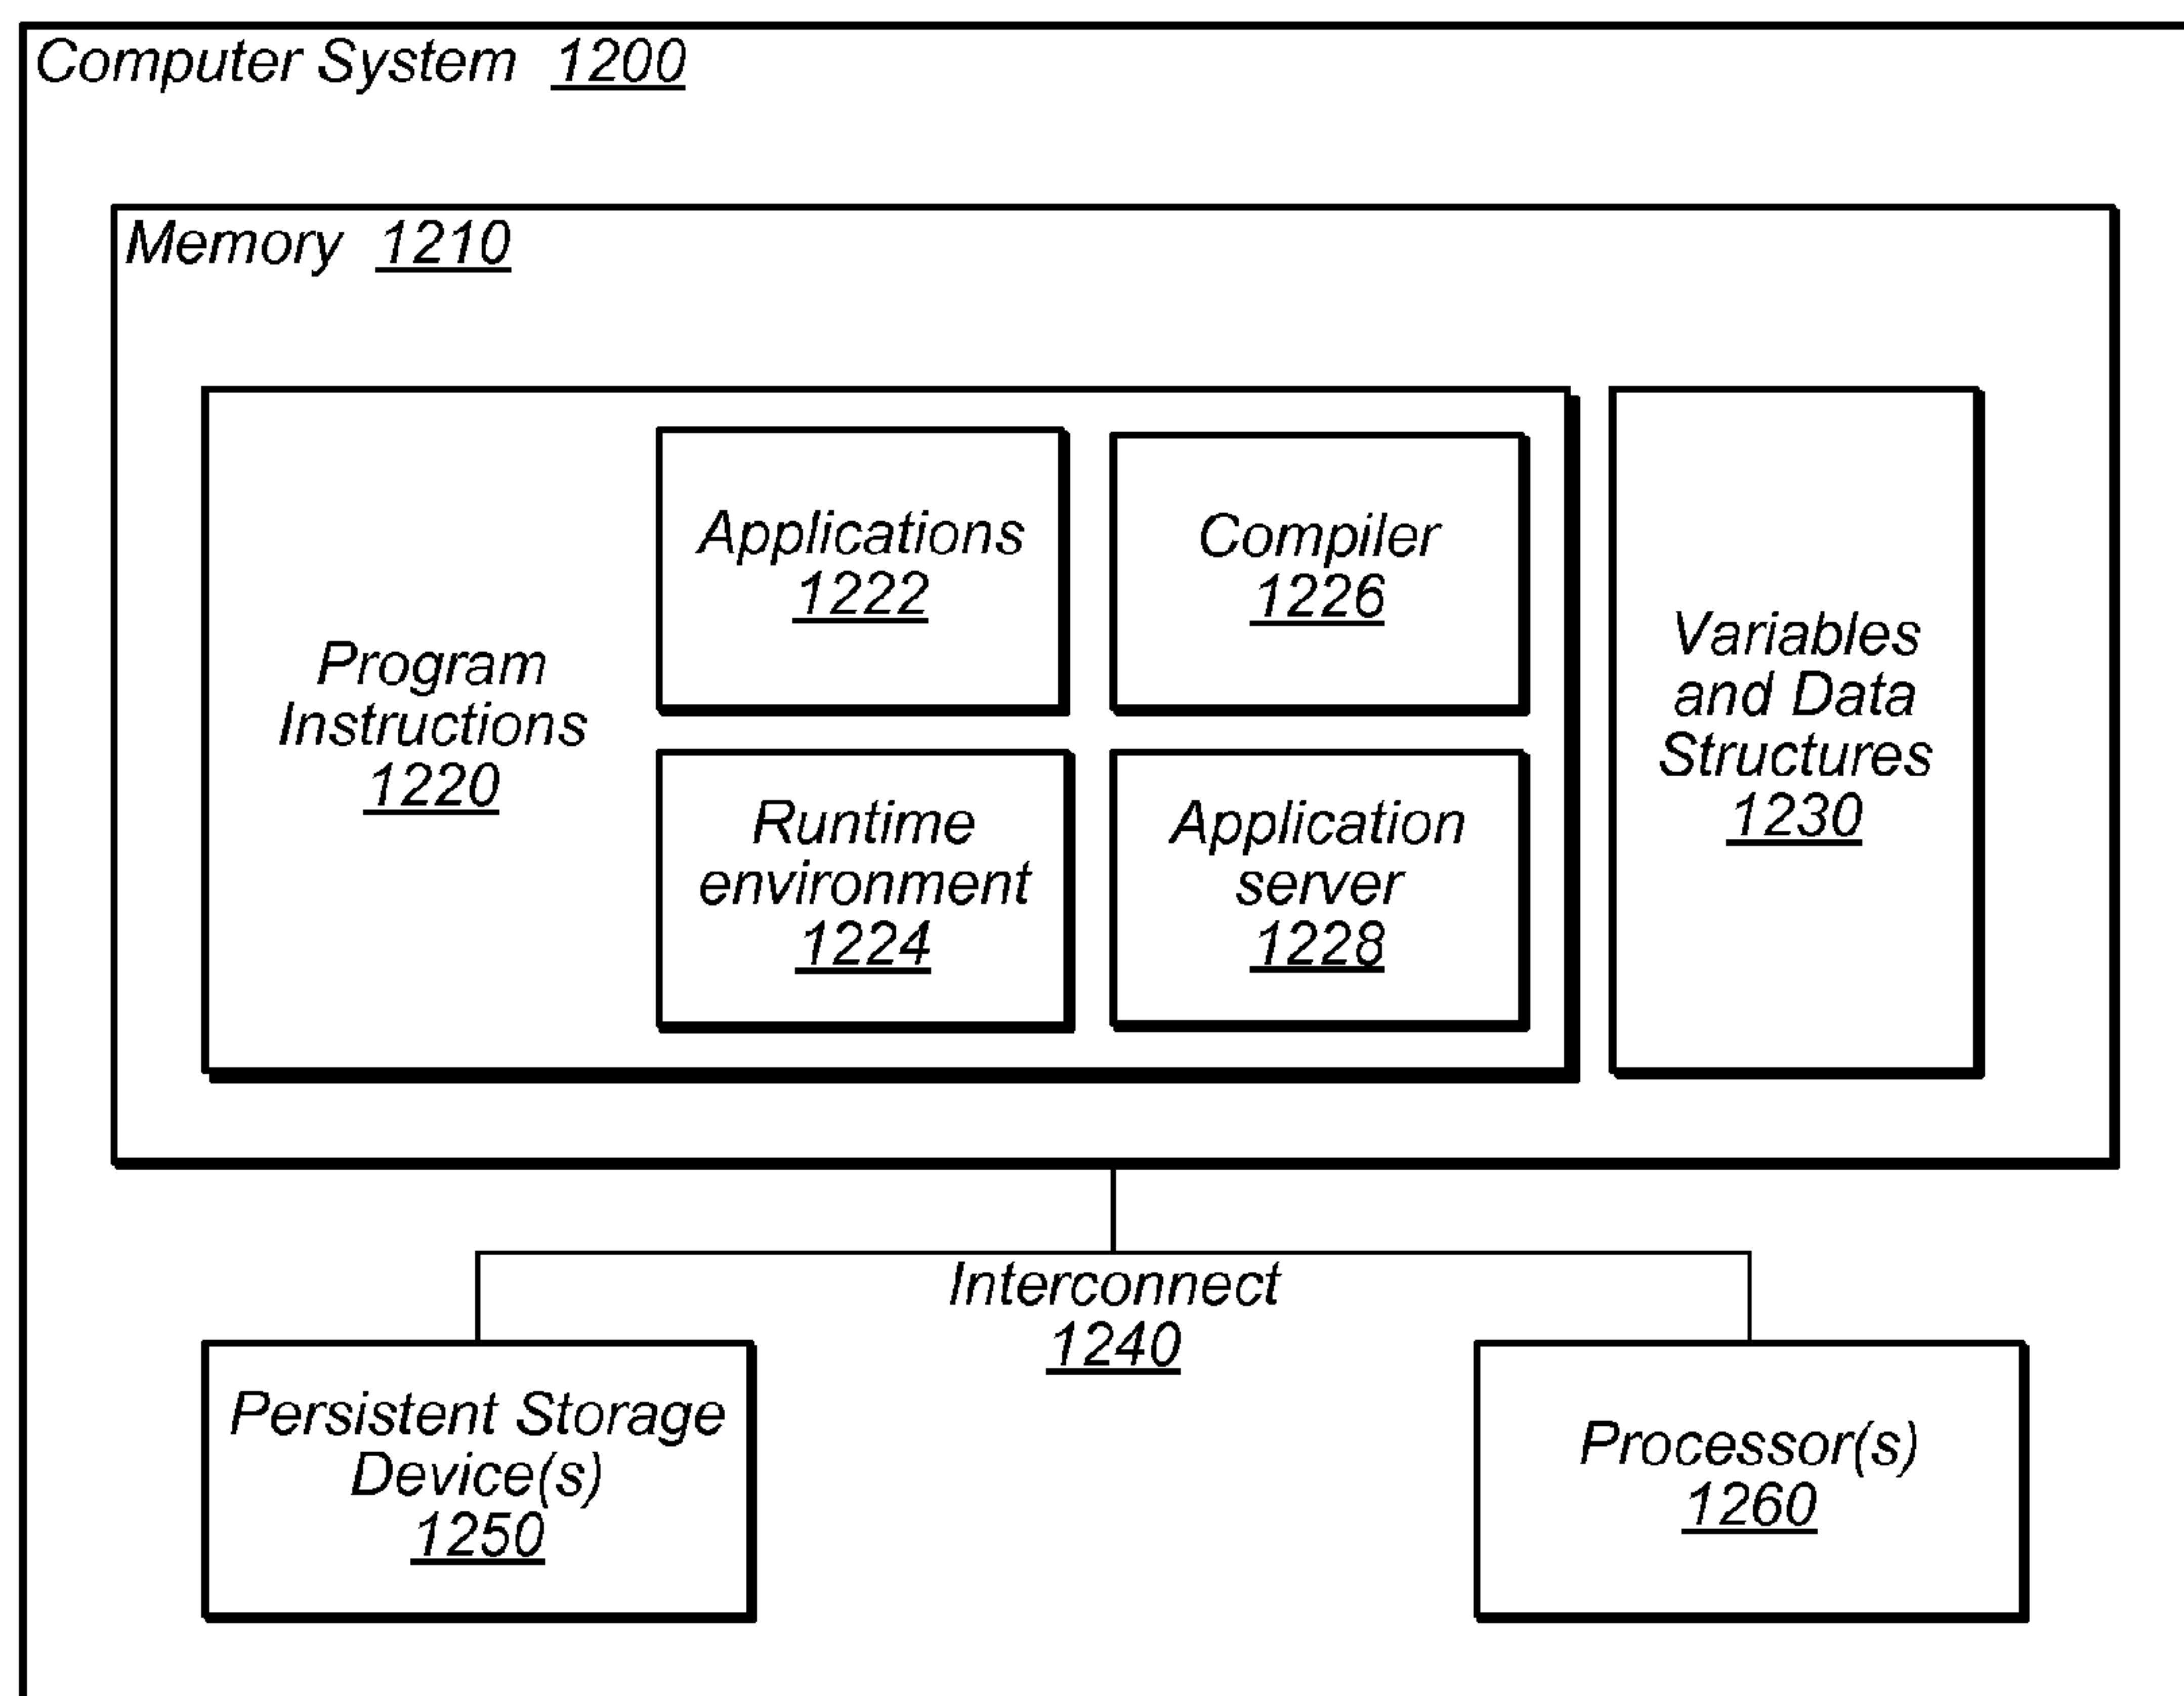 Computer System 1200
Memory 1210
Program
Instructions
1220
Applications
1222
Compiler
1226
Runtime
environment
1224
Application
server
1228
Variables
and Data
Structures
1230
Interconnect
1240
Persistent Storage
Device(s)
1250
Processor(s)
1260